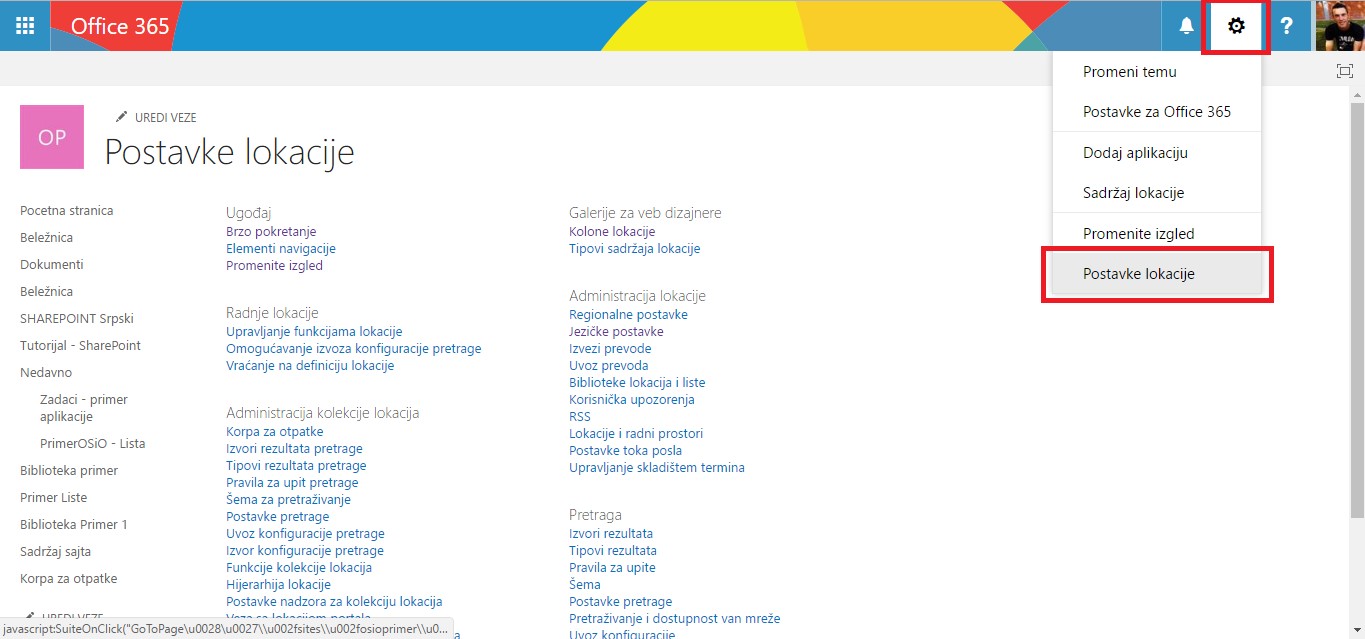 Office 365
?
Promeni temu
Postavke za Office 365
Dodaj aplikaciju
Sadržaj lokacije
Promenite izgled
Postavke lokacije
OP
UREDI VEZE
Postavke lokacije
Pocetna stranica
Beležnica
Dokumenti
Beležnica
SHAREPOINT Srpski
Tutorijal - SharePoint
Nedavno
Zadaci - primer
aplikacije
PrimerOSiO - Lista
Biblioteka primer
Primer Liste
Biblioteka Primer 1
Sadržaj sajta
Korpa za otpatke
UREDI VEZE
Ugođaj
Brzo pokretanje
Elementi navigacije
Promenite izgled
Radnje lokacije
Upravljanje funkcijama lokacije
Omogućavanje izvoza konfiguracije pretrage
Vraćanje na definiciju lokacije
Administracija kolekcije lokacija
Korpa za otpatke
Izvori rezultata pretrage
Tipovi rezultata pretrage
Pravila za upit pretrage
Šema za pretraživanje
Postavke pretrage
Uvoz konfiguracije pretrage
Izvor konfiguracije pretrage
Funkcije kolekcije lokacija
Hijerarhija lokacije
Postavke nadzora za kolekciju lokacija
Veza sa lokacijom portala
Galerije za veb dizajnere
Kolone lokacije
Tipovi sadržaja lokacije
Administracija lokacije
Regionalne postavke
Jezičke postavke
Izvezi prevode
Uvoz prevoda
Biblioteke lokacija i liste
Korisnička upozorenja
RSS
Lokacije i radni prostori
Postavke toka posla
Upravljanje skladištem termina
Pretraga
Izvori rezultata
Tipovi rezultata
Pravila za upite
Šema
Postavke pretrage
Pretraživanje i dostupnost van mreže
Uvoz konfiguracije
javascript:SuiteOnClick("GoToPage\u0028\u0027\\u002fsites\\u002fosioprimer\\u0...